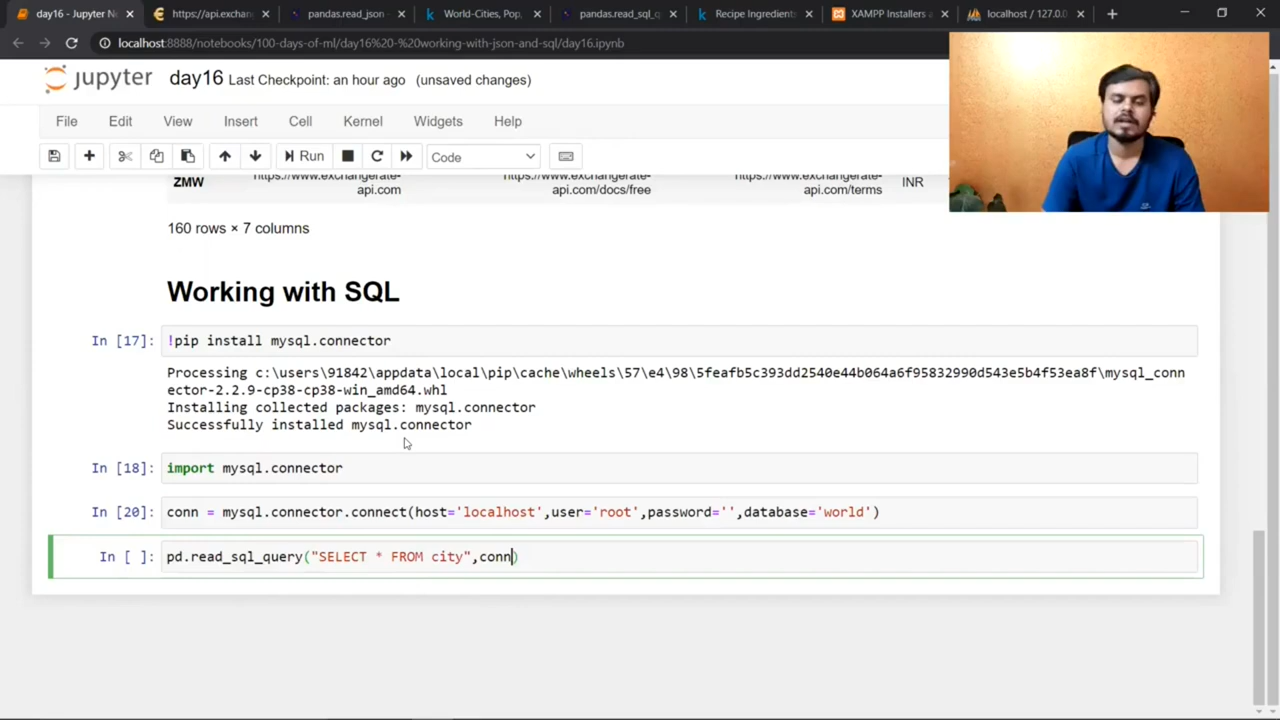 day16 - Jupyter No
https://api.exchan
pandas.read_json -
World-Cities, Pop,
pandas.read_sql_q
Recipe Ingredients
XAMPP Installers a
localhost / 127.0.
localhost:8888/notebooks/100-days-of-ml/day16%20-%20working-with-json-and-sql/day16.ipynb
jupyter day16 Last Checkpoint: an hour ago (unsaved changes)
File Edit View Insert Cell Kernel Widgets Help
Run Code
ZMW https://www.exchangerate- https://www.exchangerate- https://www.exchangerate- INR
api.com api.com/docs/free api.com/terms
160 rows × 7 columns
Working with SQL
In [17]: !pip install mysql.connector
Processing c:\users\91842\appdata\local\pip\cache\wheels\57\e4\98\5feafb5c393dd2540e44b064a6f95832990d543e5b4f53ea8f\mysql_conn
ector-2.2.9-cp38-cp38-win_amd64.whl
Installing collected packages: mysql.connector
Successfully installed mysql.connector
In [18]: import mysql.connector
In [20]: conn = mysql.connector.connect(host='localhost',user='root',password='',database='world')
In [ ]: pd.read_sql_query("SELECT * FROM city",conn)